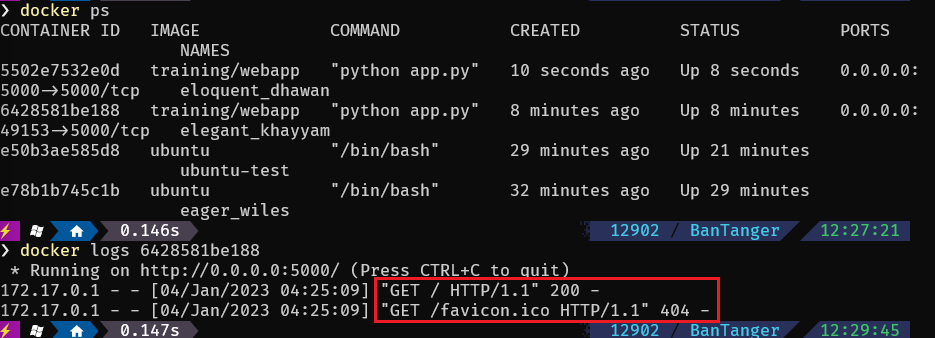 ❯ docker ps
CONTAINER ID   IMAGE             COMMAND           CREATED          STATUS          PORTS
                  NAMES
5502e7532e0d   training/webapp   "python app.py"   10 seconds ago   Up 8 seconds    0.0.0.0:
5000->5000/tcp    eloquent_dhawan
6428581be188   training/webapp   "python app.py"   8 minutes ago    Up 8 minutes    0.0.0.0:
49153->5000/tcp   elegant_khayyam
e50b3ae585d8   ubuntu            "/bin/bash"       29 minutes ago   Up 21 minutes
                  ubuntu-test
e78b1b745c1b   ubuntu            "/bin/bash"       32 minutes ago   Up 29 minutes
                  eager_wiles
0.146s 12902 / BanTanger 12:27:21
❯ docker logs 6428581be188
 * Running on http://0.0.0.0:5000/ (Press CTRL+C to quit)
172.17.0.1 - - [04/Jan/2023 04:25:09] "GET / HTTP/1.1" 200 -
172.17.0.1 - - [04/Jan/2023 04:25:09] "GET /favicon.ico HTTP/1.1" 404 -
0.147s 12902 / BanTanger 12:29:45